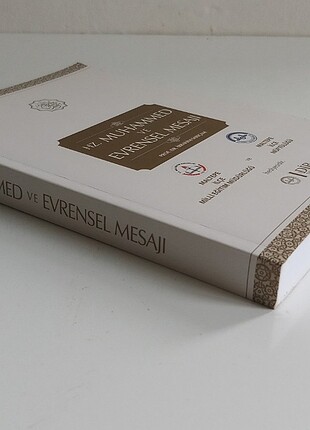 HZ. MUHAMMED
VE
EVRENSEL MESAJI
MALTEPE
İLÇE
MİLLİ EĞİTİM MÜDÜRLÜĞÜ
ve
MALTEPE
İLÇE
MÜFTÜLÜĞÜ
MED VE EVRENSEL MESAJI